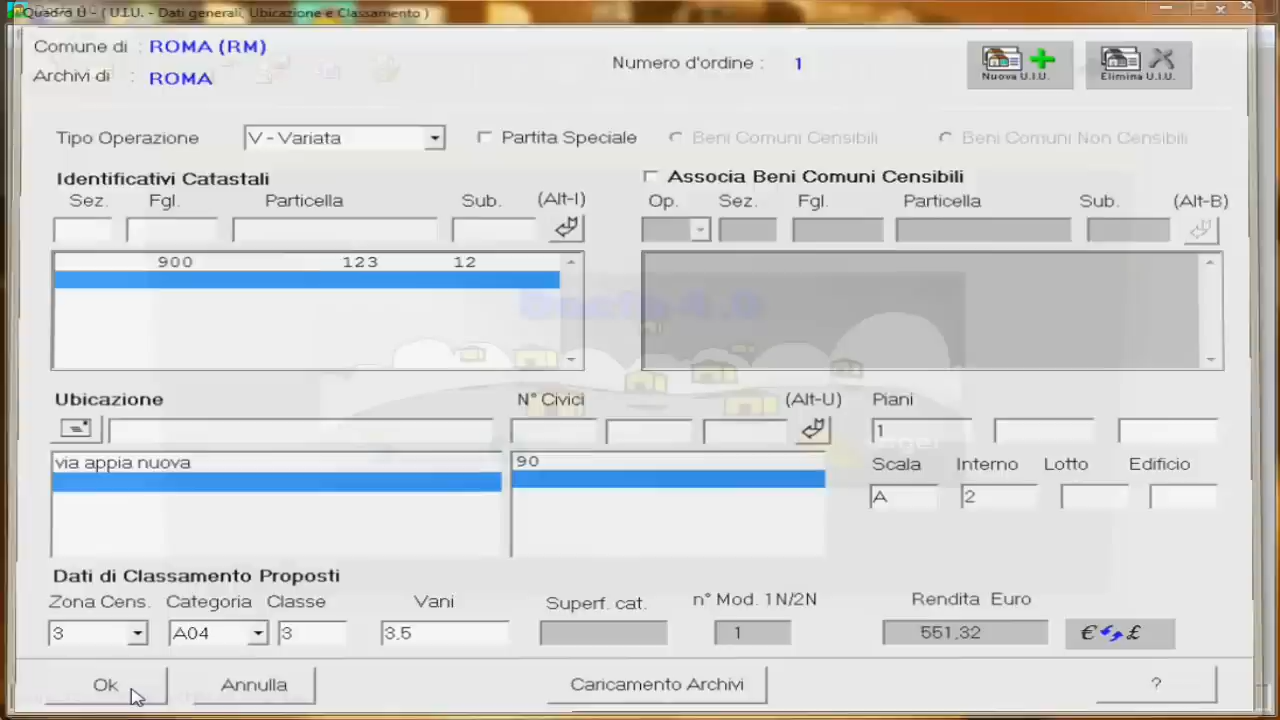 Quadro U - ( U.I.U. - Dati generali, Ubicazione e Classamento )
Comune di : ROMA (RM)
Archivi di : ROMA
Numero d'ordine : 1
Nuova U.I.U.
Elimina U.I.U.
Tipo Operazione V - Variata Partita Speciale Beni Comuni Censibili Beni Comuni Non Censibili
Identificativi Catastali
Associa Beni Comuni Censibili
Sez. Fgl. Particella Sub. (Alt-I)
Op. Sez. Fgl. Particella Sub. (Alt-B)
900 123 12
Docfa 4.0
Ubicazione N° Civici (Alt-U) Piani
1
via appia nuova 90
Scala Interno Lotto Edificio
A 2
Dati di Classamento Proposti
Zona Cens. Categoria Classe Vani Superf. cat. n° Mod. 1N/2N Rendita Euro
3 A04 3 3.5 1 551,32 € £
Ok Annulla Caricamento Archivi ?